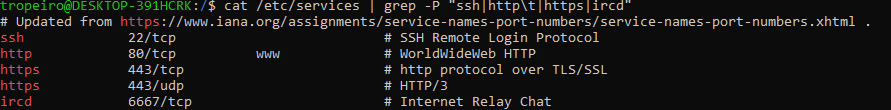 tropeiro@DESKTOP-391HCRK:/$ cat /etc/services | grep -P "ssh|http\t|https|ircd"
# Updated from https://www.iana.org/assignments/service-names-port-numbers/service-names-port-numbers.xhtml .
ssh             22/tcp                          # SSH Remote Login Protocol
http            80/tcp          www             # WorldWideWeb HTTP
https           443/tcp                         # http protocol over TLS/SSL
https           443/udp                         # HTTP/3
ircd            6667/tcp                        # Internet Relay Chat